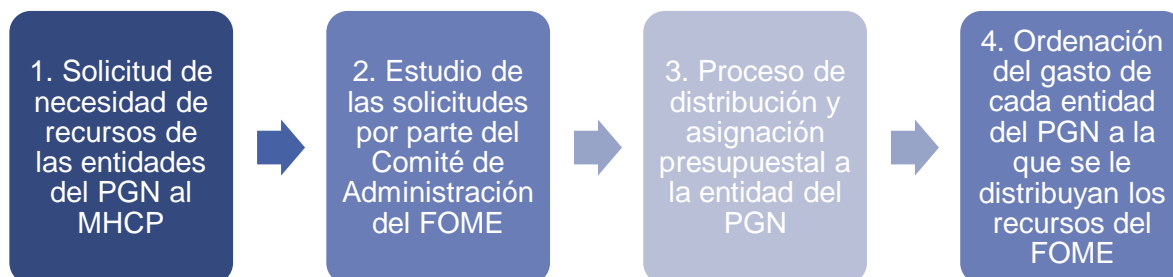 1. Solicitud de
necesidad de
recursos de
las entidades
del PGN al
MHCP
2. Estudio de
las solicitudes
por parte del
Comité de
Administración
del FOME
3. Proceso de
distribución y
asignación
presupuestal a
la entidad del
PGN
4. Ordenación
del gasto de
cada entidad
del PGN a la
que se le
distribuyan los
recursos del
FOME